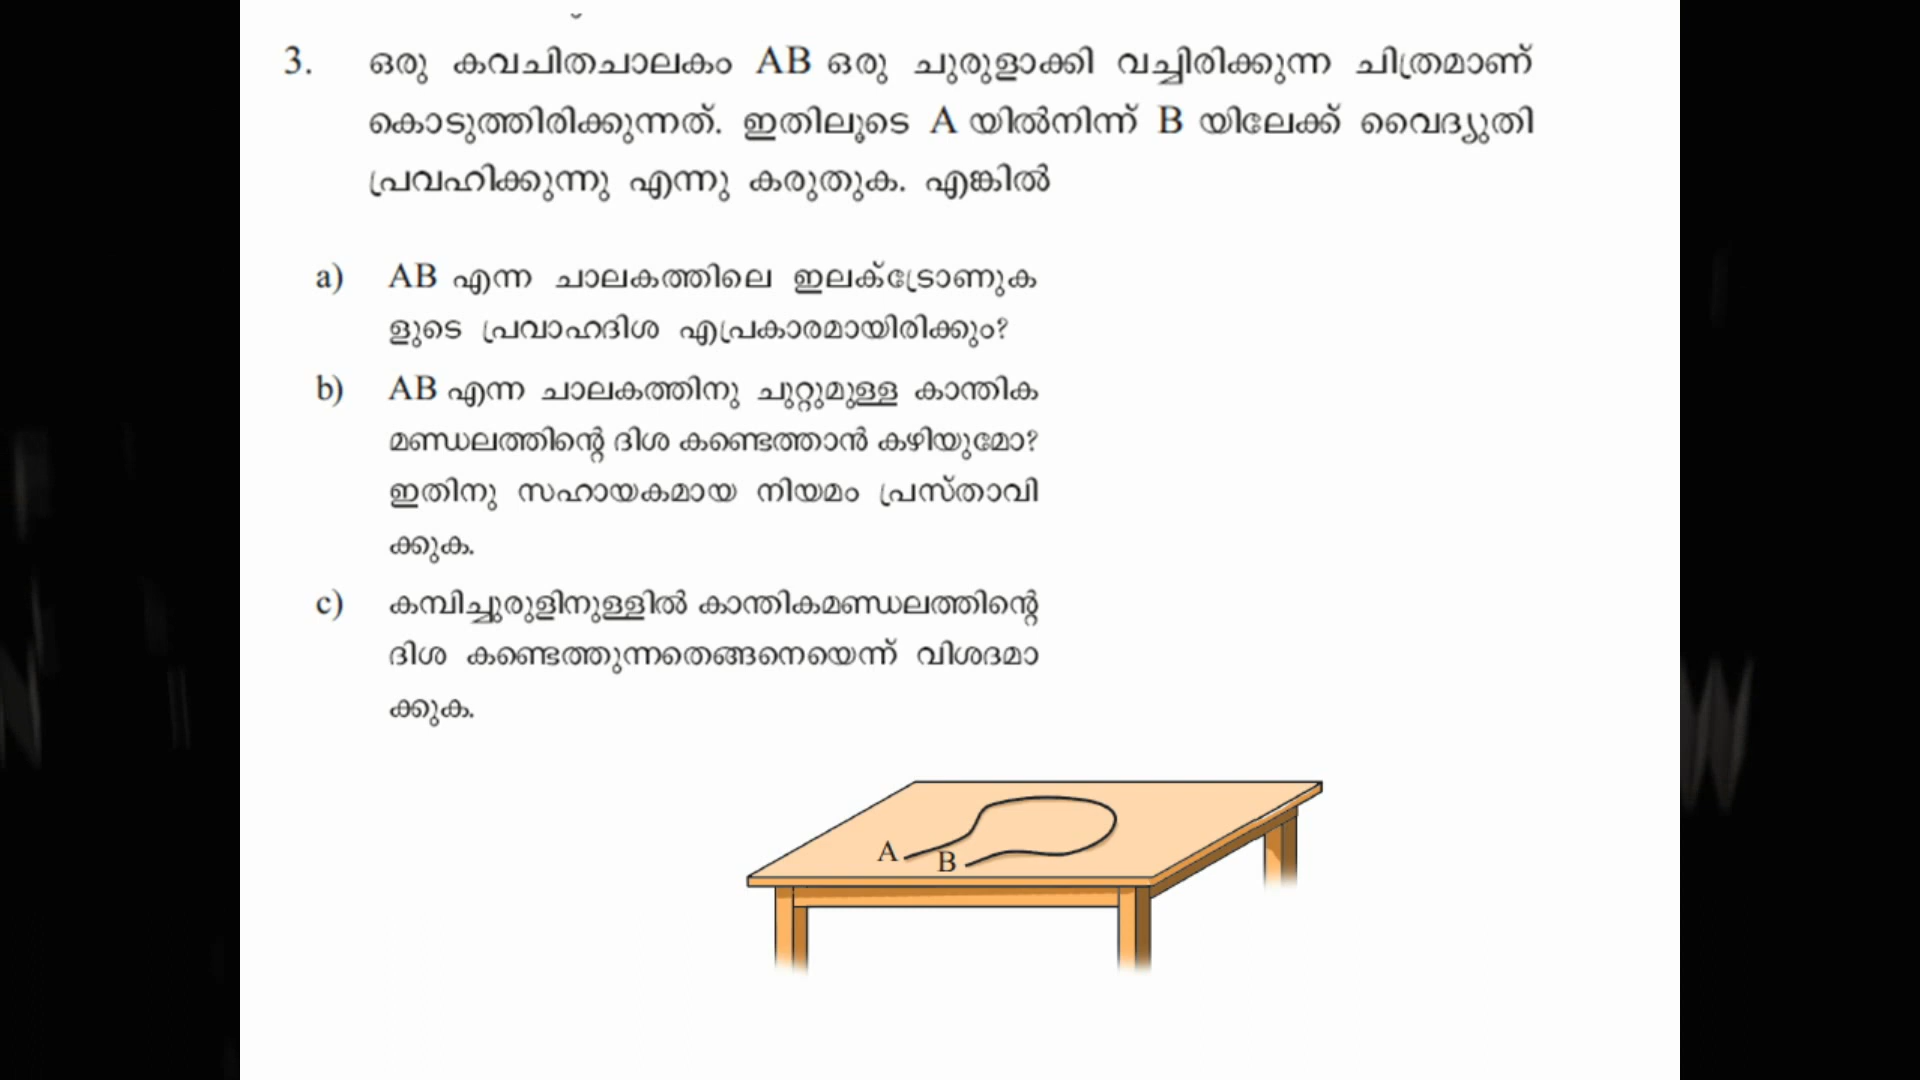 3. ഒരു കവചിതചാലകം AB ഒരു ചുരുളാക്കി വച്ചിരിക്കുന്ന ചിത്രമാണ്
കൊടുത്തിരിക്കുന്നത്. ഇതിലൂടെ A യിൽനിന്ന് B യിലേക്ക് വൈദ്യുതി
പ്രവഹിക്കുന്നു എന്നു കരുതുക. എങ്കിൽ
a) AB എന്ന ചാലകത്തിലെ ഇലക്ട്രോണുക
ളുടെ പ്രവാഹദിശ എപ്രകാരമായിരിക്കും?
b) AB എന്ന ചാലകത്തിനു ചുറ്റുമുള്ള കാന്തിക
മണ്ഡലത്തിന്റെ ദിശ കണ്ടെത്താൻ കഴിയുമോ?
ഇതിനു സഹായകമായ നിയമം പ്രസ്താവി
ക്കുക.
c) കമ്പിച്ചുരുളിനുള്ളിൽ കാന്തികമണ്ഡലത്തിന്റെ
ദിശ കണ്ടെത്തുന്നതെങ്ങനെയെന്ന് വിശദമാ
ക്കുക.
A
B